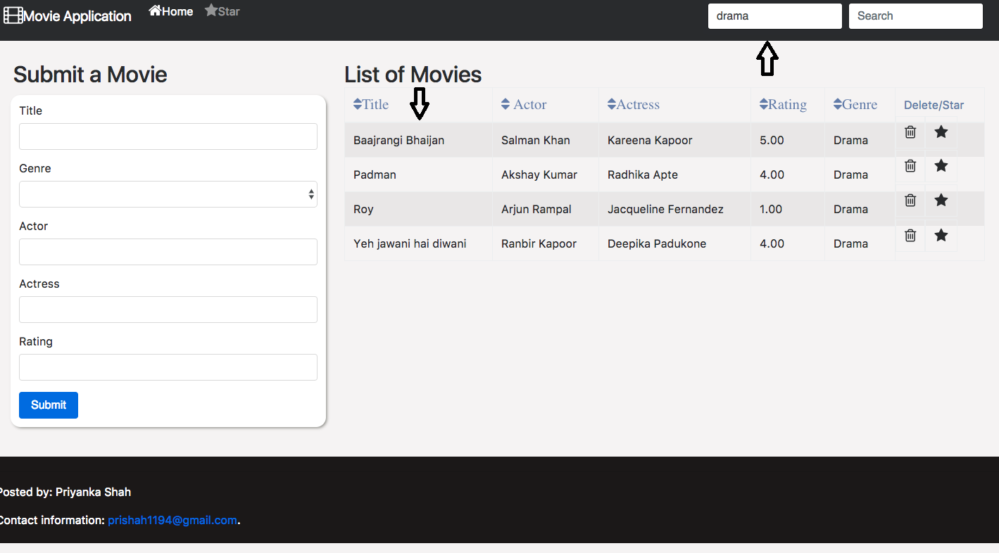 Movie Application Home Star drama Search
Submit a Movie
Title
Genre
Actor
Actress
Rating
Submit
List of Movies
Title Actor Actress Rating Genre Delete/Star
Baajrangi Bhaijan Salman Khan Kareena Kapoor 5.00 Drama
Padman Akshay Kumar Radhika Apte 4.00 Drama
Roy Arjun Rampal Jacqueline Fernandez 1.00 Drama
Yeh jawani hai diwani Ranbir Kapoor Deepika Padukone 4.00 Drama
Posted by: Priyanka Shah
Contact information: prishah1194@gmail.com.